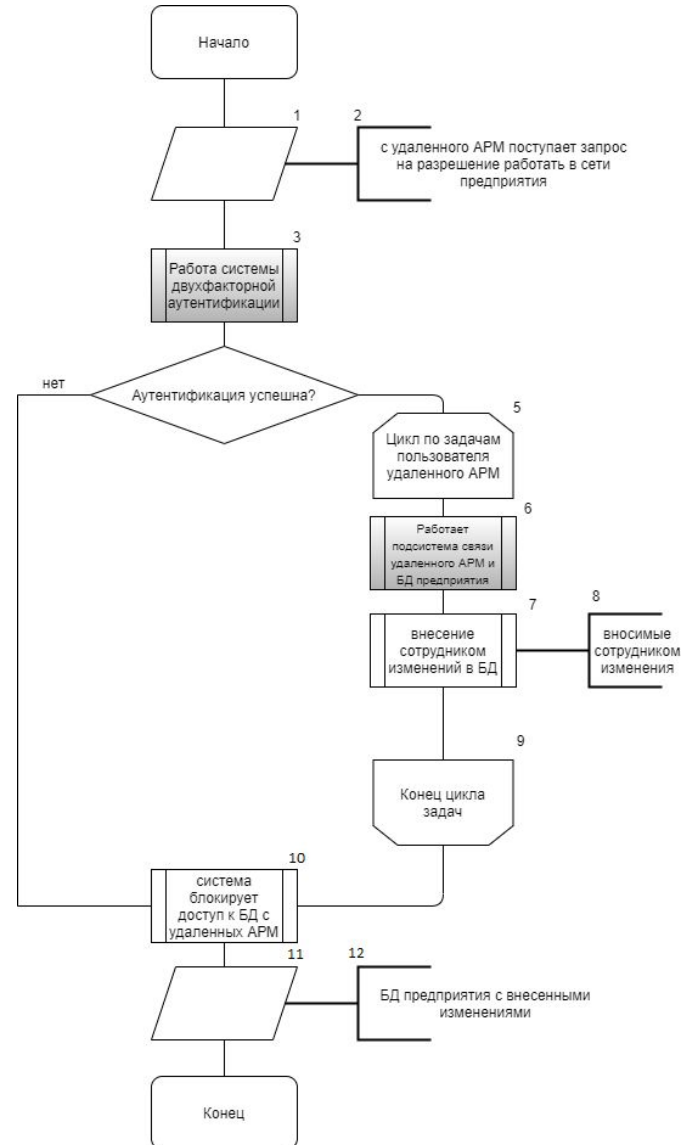 Начало
1
2
с удаленного АРМ поступает запрос
на разрешение работать в сети
предприятия
3
Работа системы
двухфакторной
аутентификации
нет
Аутентификация успешна?
5
Цикл по задачам
пользователя
удаленного АРМ
6
Работает
подсистема связи
удаленного АРМ и
БД предприятия
7
8
внесение
сотрудником
изменений в БД
вносимые
сотрудником
изменения
9
Конец цикла
задач
10
система
блокирует
доступ к БД с
удаленных АРМ
11
12
БД предприятия с внесенными
изменениями
Конец